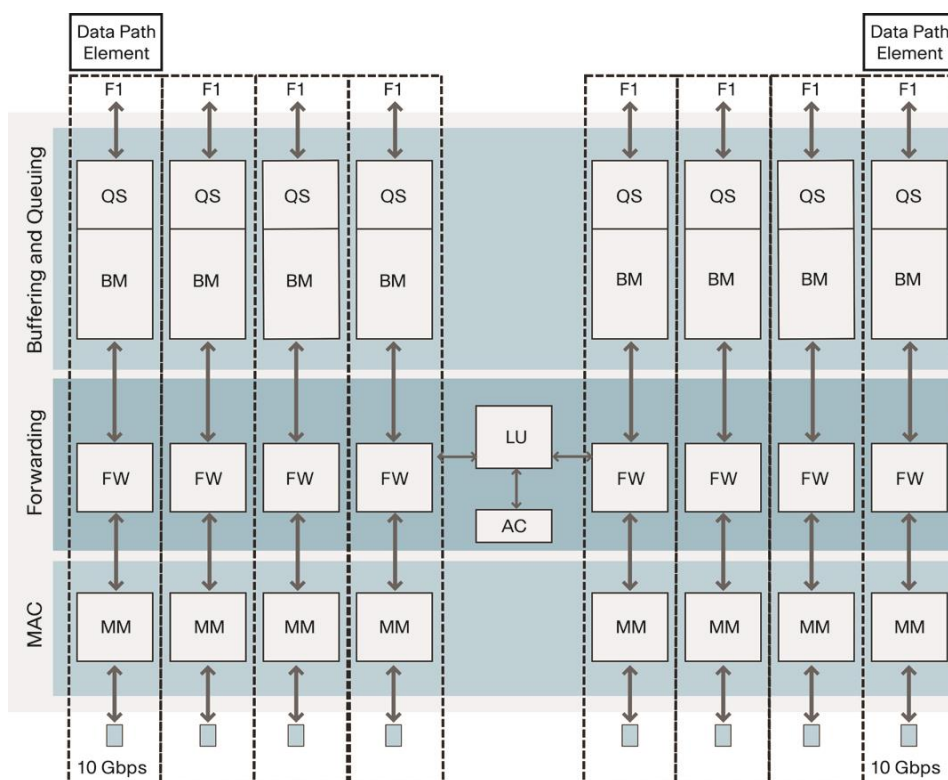 Data Path
Element
Data Path
Element
F1 F1 F1 F1 F1 F1 F1 F1
Buffering and Queuing
QS QS QS QS QS QS QS QS
BM BM BM BM BM BM BM BM
Forwarding
LU
FW FW FW FW FW FW FW FW
AC
MAC
MM MM MM MM MM MM MM MM
10 Gbps 10 Gbps